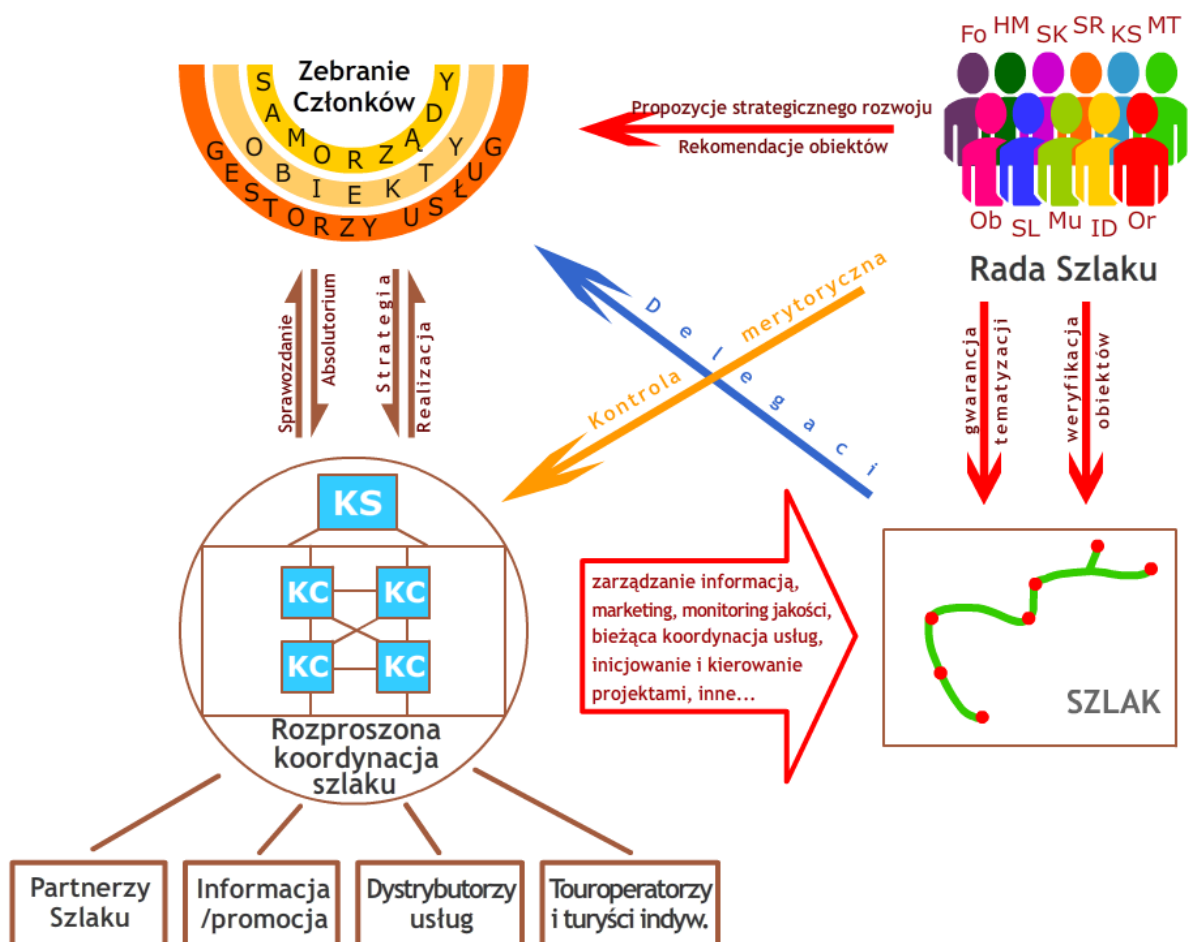 Fo HM SK SR KS MT
Zebranie
Członków
SAMORZĄDY
OBIEKTY
GESTORZY USŁUG
Propozycje strategicznego rozwoju
Rekomendacje obiektów
Ob SL Mu ID Or
Rada Szlaku
Sprawozdanie
Absolutorium
Strategia
Realizacja
Delegaci
Kontrola merytoryczna
gwarancja
tematyzacji
weryfikacja
obiektów
KS
KC KC
KC KC
Rozproszona
koordynacja
szlaku
zarządzanie informacją,
marketing, monitoring jakości,
bieżąca koordynacja usług,
inicjowanie i kierowanie
projektami, inne...
SZLAK
Partnerzy
Szlaku
Informacja
/promocja
Dystrybutorzy
usług
Touroperatorzy
i turyści indyw.